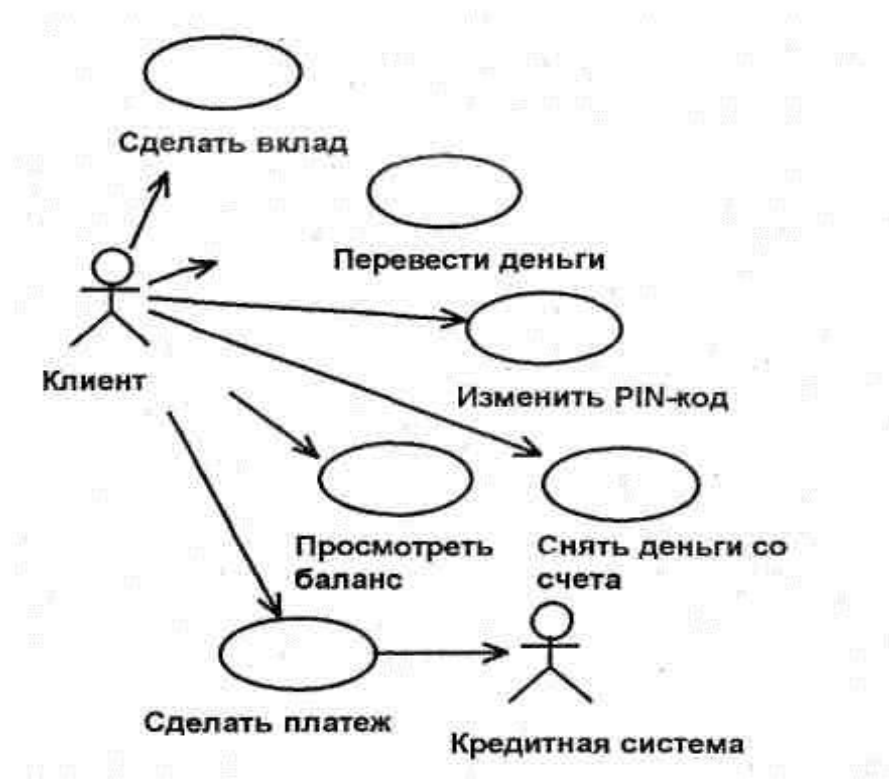 Сделать вклад
Перевести деньги
Клиент
Изменить PIN-код
Просмотреть
баланс
Снять деньги со
счета
Сделать платеж
Кредитная система